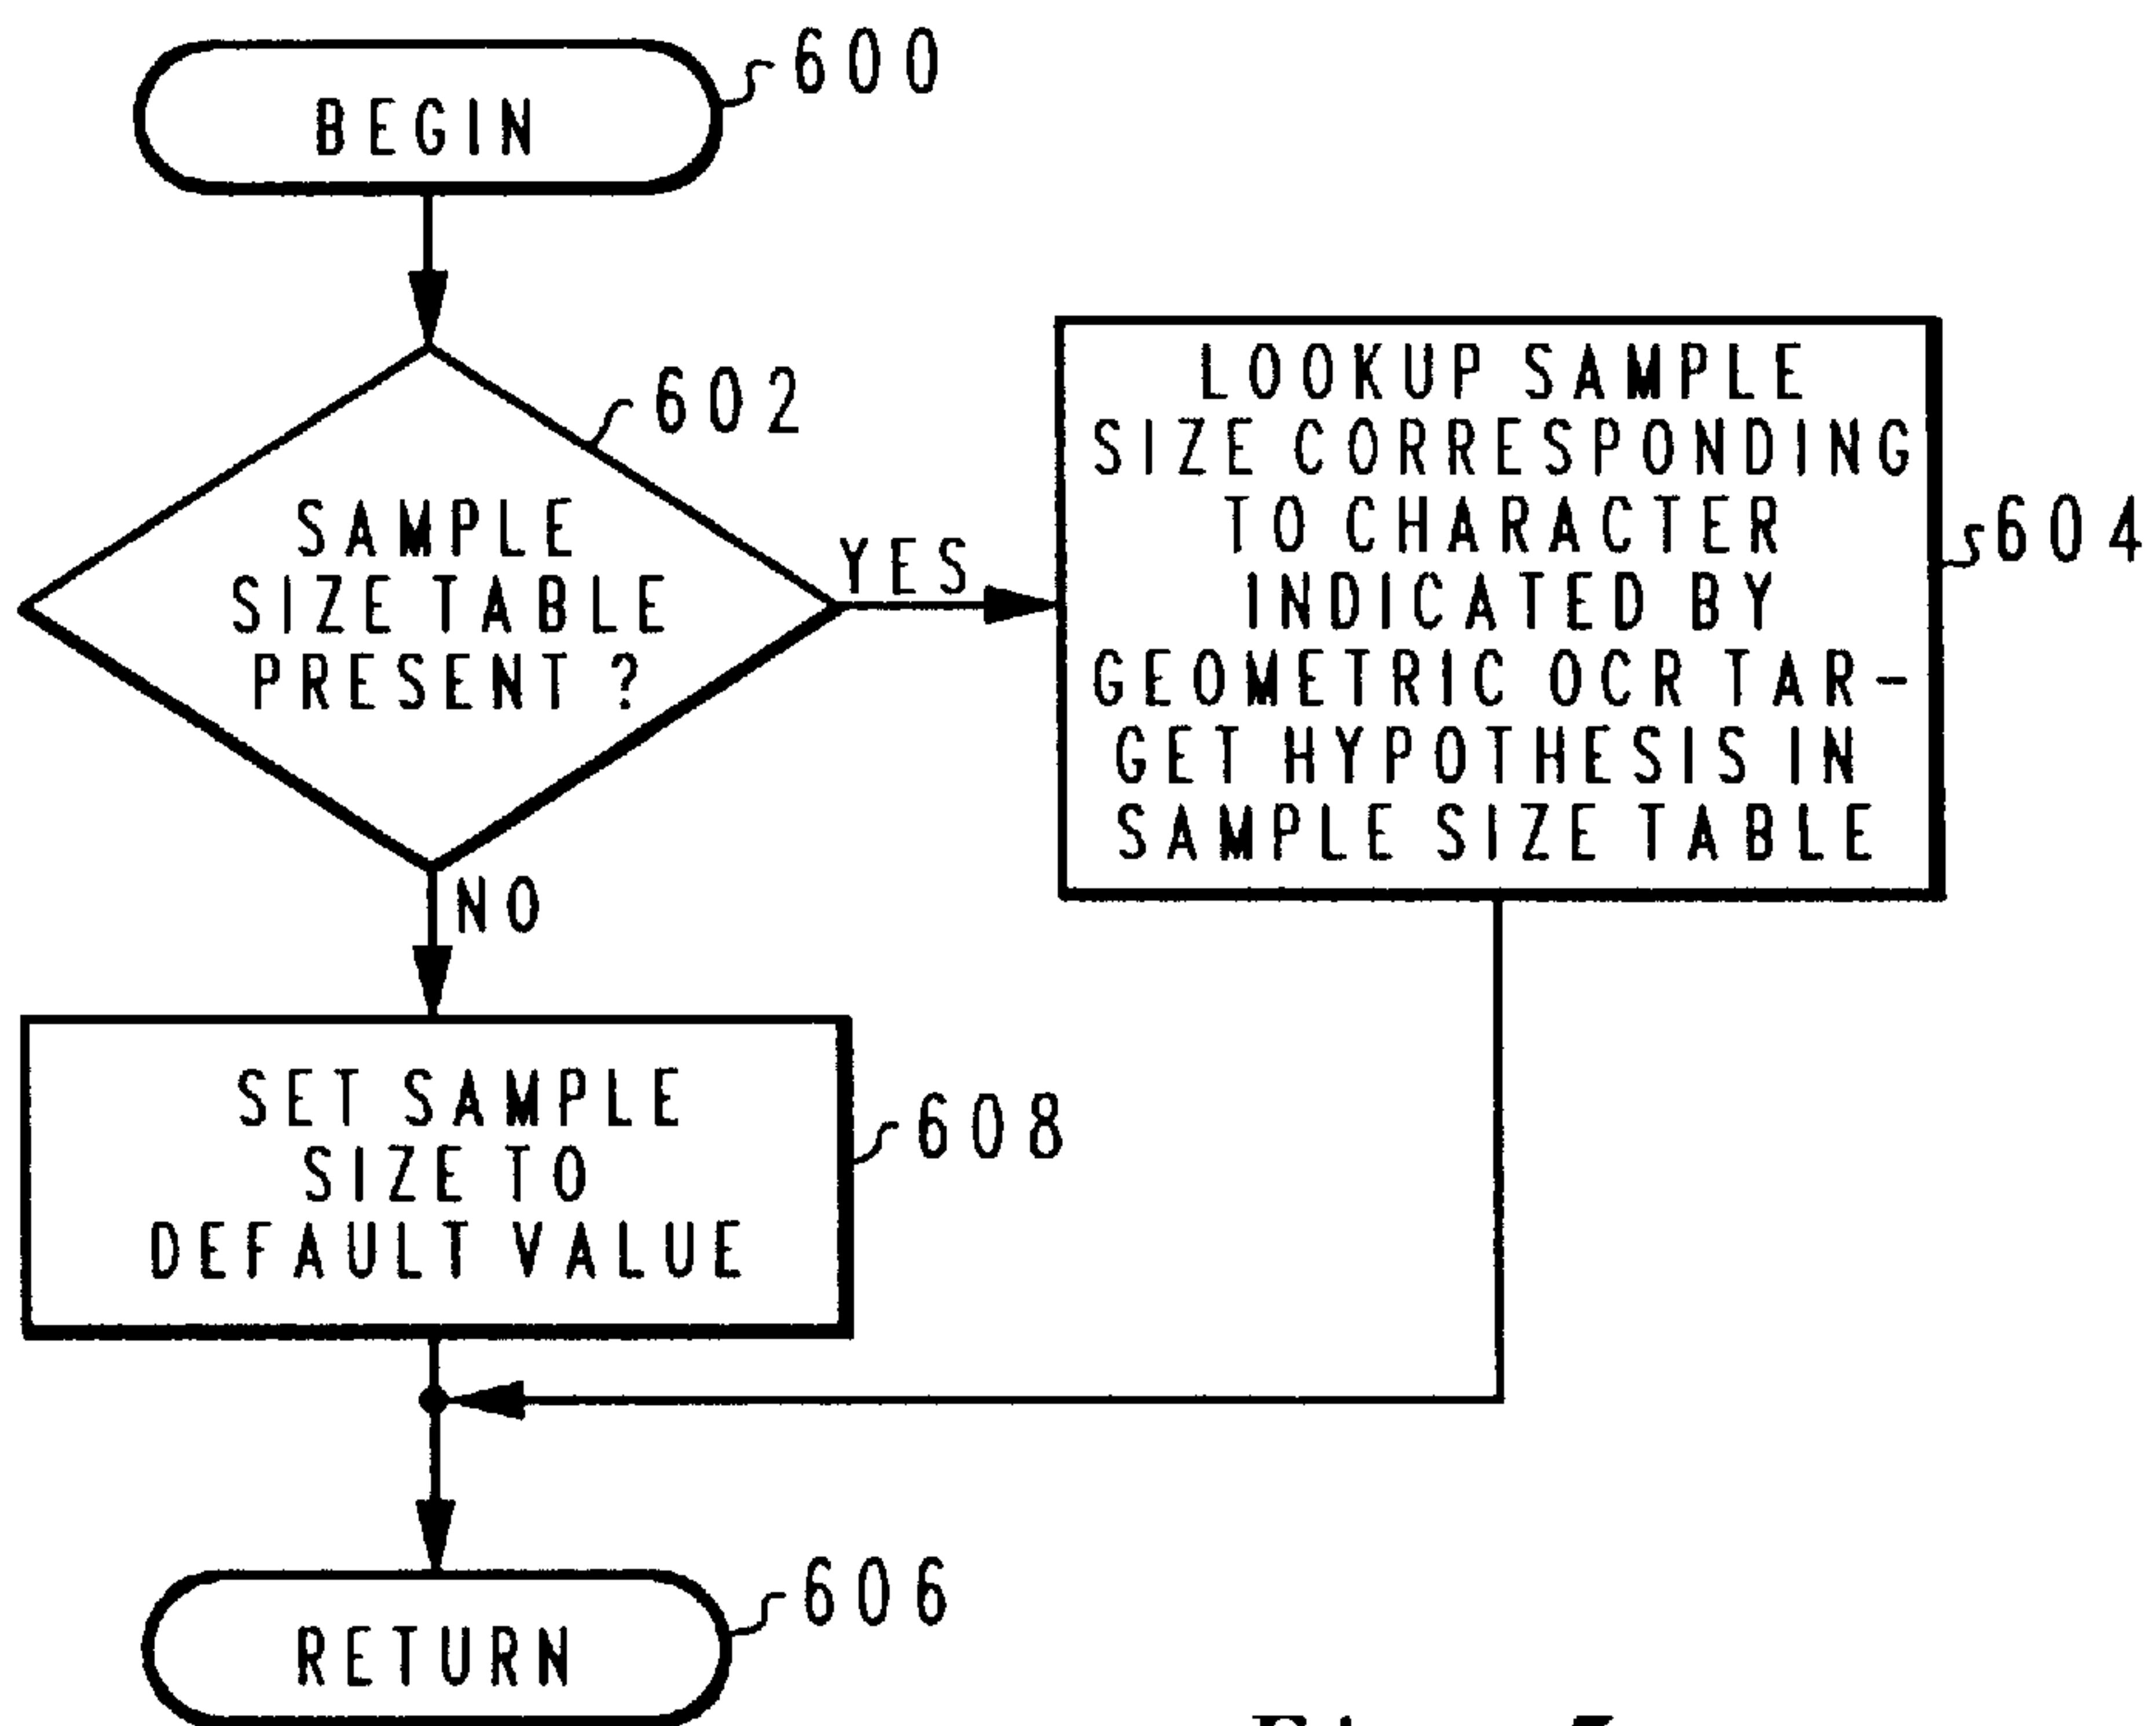 BEGIN
600
602
SAMPLE
SIZE TABLE
PRESENT ?
YES
LOOKUP SAMPLE
SIZE CORRESPONDING
TO CHARACTER
INDICATED BY
GEOMETRIC OCR TAR-
GET HYPOTHESIS IN
SAMPLE SIZE TABLE
604
NO
SET SAMPLE
SIZE TO
DEFAULT VALUE
608
RETURN
606